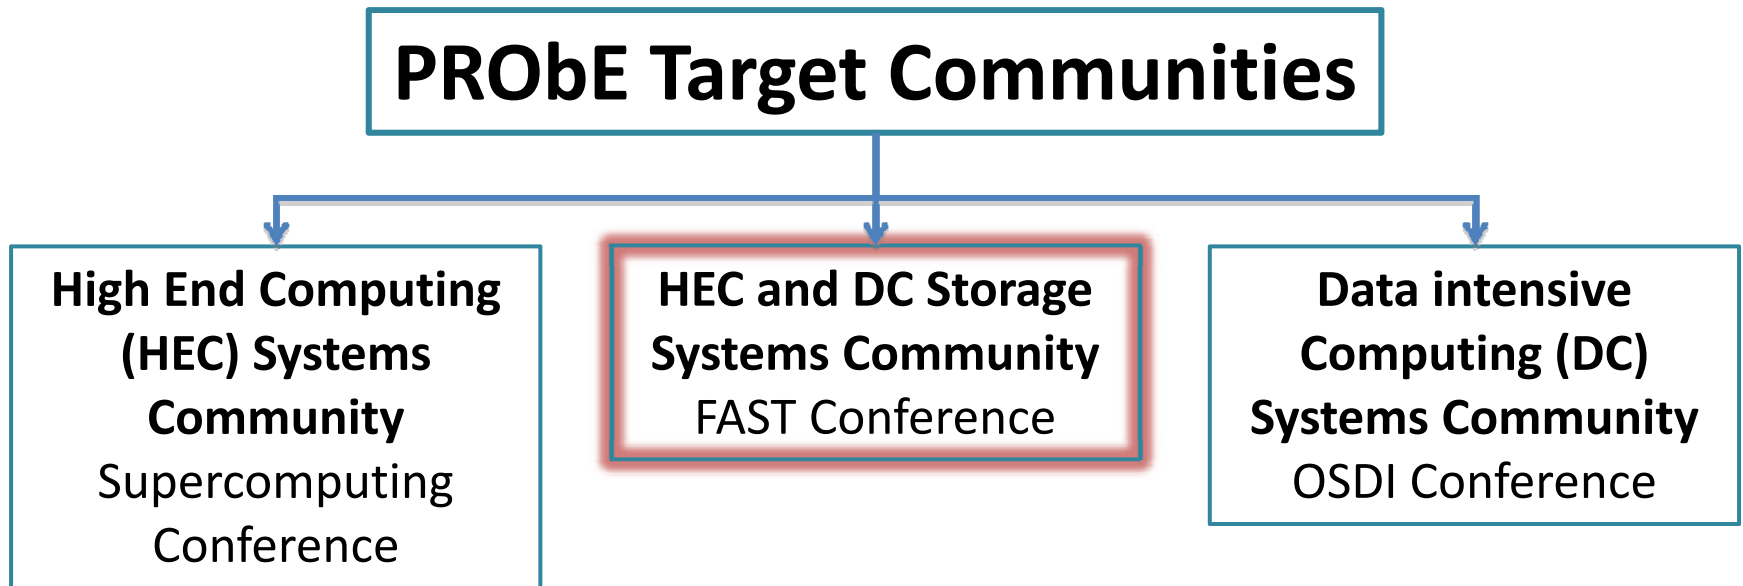 PRObE Target Communities
High End Computing
(HEC) Systems
Community
Supercomputing
Conference
HEC and DC Storage
Systems Community
FAST Conference
Data intensive
Computing (DC)
Systems Community
OSDI Conference